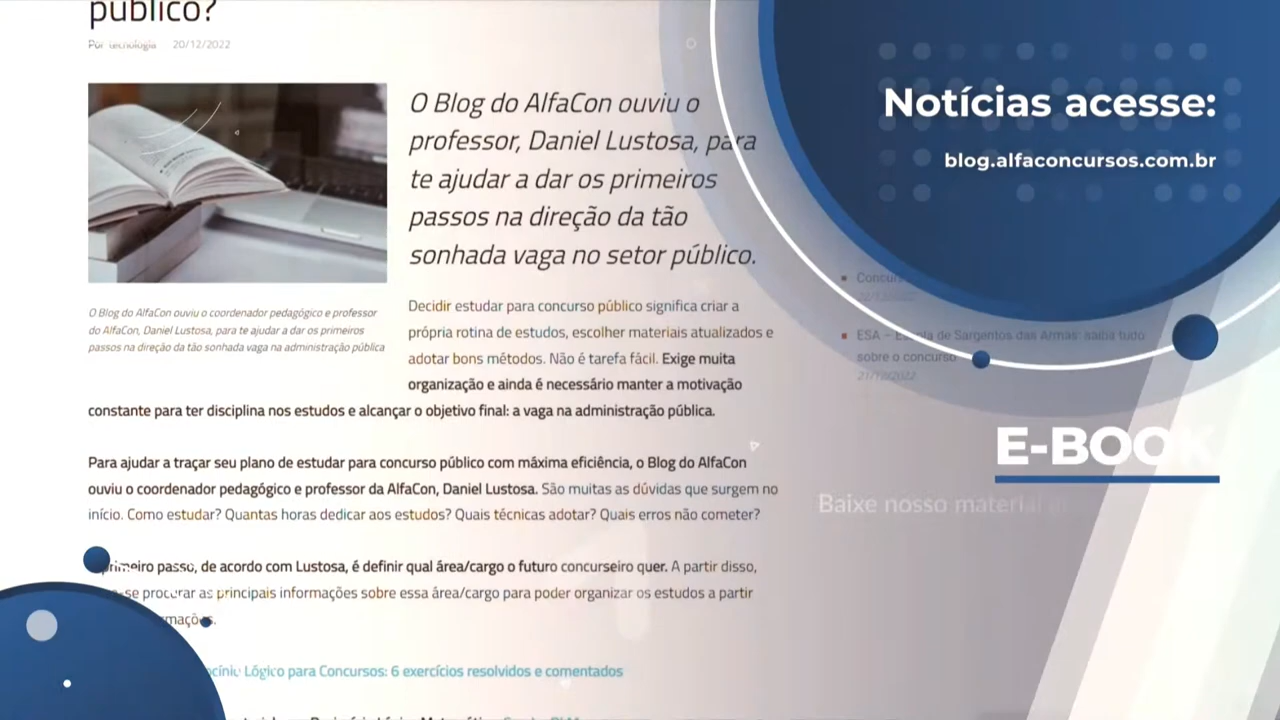 público?
Por tecnologia 20/12/2022
O Blog do AlfaCon ouviu o
professor, Daniel Lustosa, para
te ajudar a dar os primeiros
passos na direção da tão
sonhada vaga no setor público.
O Blog do AlfaCon ouviu o coordenador pedagógico e professor
do AlfaCon, Daniel Lustosa, para te ajudar a dar os primeiros
passos na direção da tão sonhada vaga na administração pública
Decidir estudar para concurso público significa criar a
própria rotina de estudos, escolher materiais atualizados e
adotar bons métodos. Não é tarefa fácil. Exige muita
organização e ainda é necessário manter a motivação
constante para ter disciplina nos estudos e alcançar o objetivo final: a vaga na administração pública.
Para ajudar a traçar seu plano de estudar para concurso público com máxima eficiência, o Blog do AlfaCon
ouviu o coordenador pedagógico e professor da AlfaCon, Daniel Lustosa. São muitas as dúvidas que surgem no
início. Como estudar? Quantas horas dedicar aos estudos? Quais técnicas adotar? Quais erros não cometer?
primeiro passo, de acordo com Lustosa, é definir qual área/cargo o futuro concurseiro quer. A partir disso,
procurar as principais informações sobre essa área/cargo para poder organizar os estudos a partir
Lógico para Concursos: 6 exercícios resolvidos e comentados
Notícias acesse:
blog.alfaconcursos.com.br
ESA – Escola de Sargentos das Armas: saiba tudo
sobre o concurso
21/12/2022
E-BOOK
Baixe nosso material